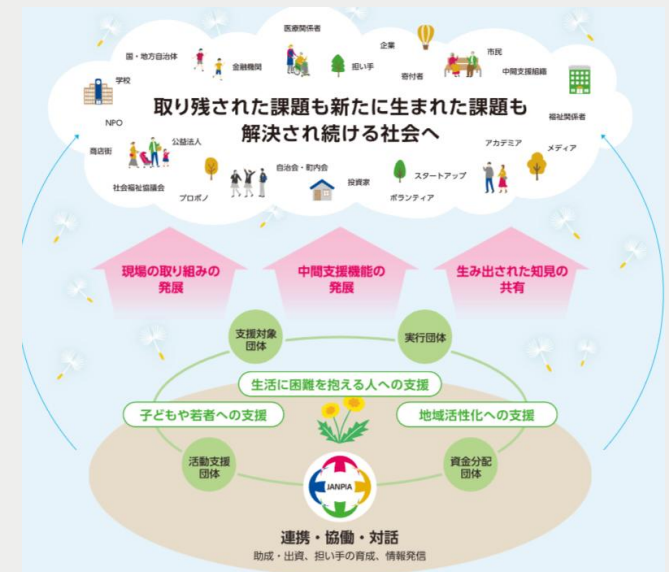 医療関係者
企業
国・地方自治体
市民
金融機関
担い手
中間支援組織
学校
寄付者
取り残された課題も新たに生まれた課題も
解決され続ける社会へ
NPO
福祉関係者
商店街
公益法人
アカデミア
メディア
自治会・町内会
投資家
スタートアップ
社会福祉協議会
プロボノ
ボランティア
現場の取り組みの
発展
中間支援機能の
発展
生み出された知見の
共有
支援対象
団体
実行団体
生活に困難を抱える人への支援
子どもや若者への支援
地域活性化への支援
活動支援
団体
資金分配
団体
JANPIA
連携・協働・対話
助成・出資、担い手の育成、情報発信